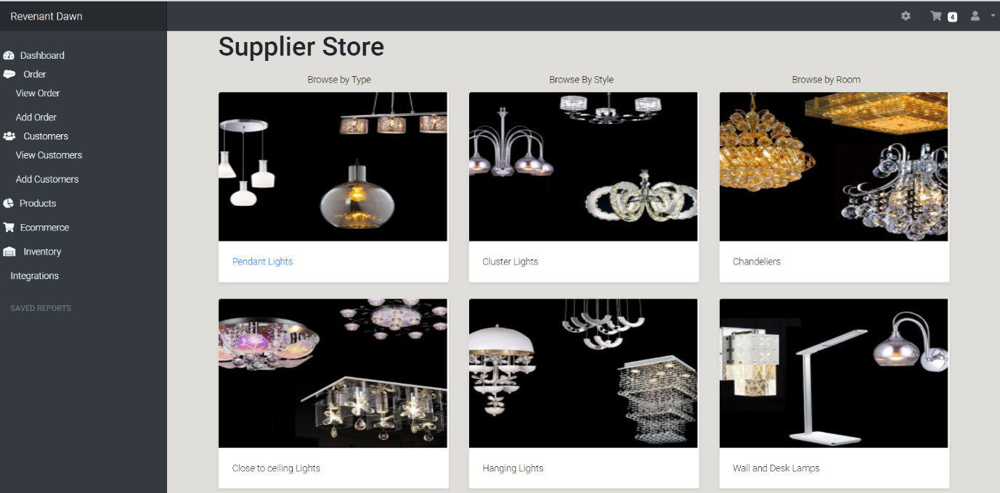 Revenant Dawn
4
Dashboard
Order
View Order
Add Order
Customers
View Customers
Add Customers
Products
Ecommerce
Inventory
Integrations
SAVED REPORTS
Supplier Store
Browse by Type
Browse By Style
Browse by Room
Pendant Lights
Cluster Lights
Chandeliers
Close to ceiling Lights
Hanging Lights
Wall and Desk Lamps